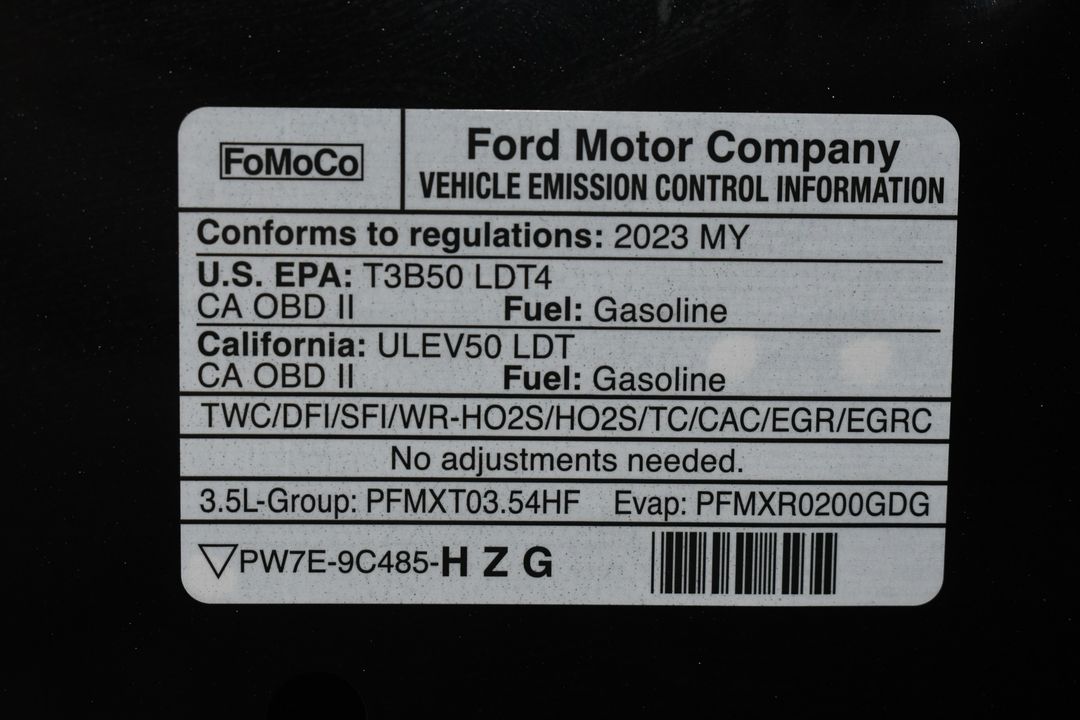 FoMoCo
Ford Motor Company
VEHICLE EMISSION CONTROL INFORMATION
Conforms to regulations: 2023 MY
U.S. EPA: T3B50 LDT4
CA OBD II Fuel: Gasoline
California: ULEV50 LDT
CA OBD II Fuel: Gasoline
TWC/DFI/SFI/WR-HO2S/HO2S/TC/CAC/EGR/EGRC
No adjustments needed.
3.5L-Group: PFMXT03.54HF Evap: PFMXR0200GDG
PW7E-9C485-H Z G